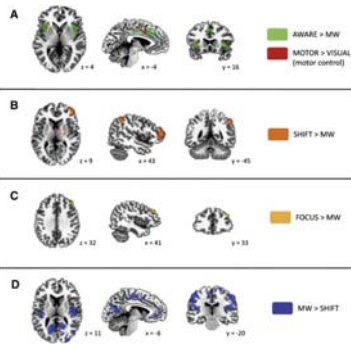 A
AWARE > MW
MOTOR > VISUAL
(motor control)
z = 4
x = -4
y = 16
B
SHIFT > MW
z = 9
x = 43
y = -45
C
FOCUS > MW
z = 32
x = 41
y = 33
D
MW > SHIFT
z = 11
x = -6
y = -20